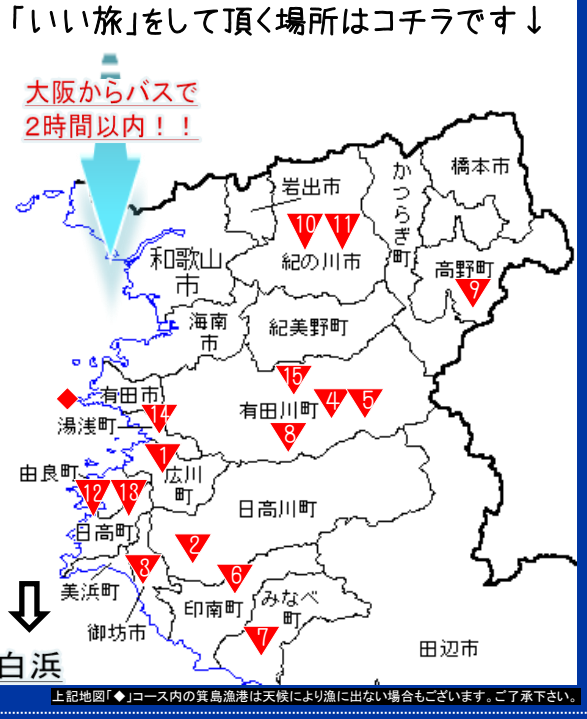 「いい旅」をして頂く場所はコチラです↓
大阪からバスで
2時間以内！！
橋本市
かつらぎ町
岩出市
10
11
和歌山
市
紀の川市
高野町
9
海南
市
紀美野町
15
有田市
14
有田川町
4
5
湯浅町
8
1
広川
町
由良町
12
13
日高川町
日高町
2
3
6
美浜町
印南町
みなべ
町
7
御坊市
田辺市
白浜
上記地図「◆」コース内の箕島漁港は天候により漁に出ない場合もございます。ご了承下さい。